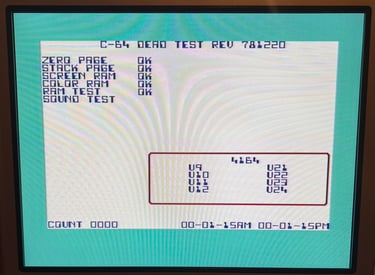 C-64 DEAD TEST REV 781220
ZERO PAGE OK
STACK PAGE OK
SCREEN RAM OK
COLOR RAM OK
RAM TEST OK
SOUND TEST
4164
U9 U21
U10 U22
U11 U23
U12 U24
COUNT 0000 00-01-15AM 00-01-15PM